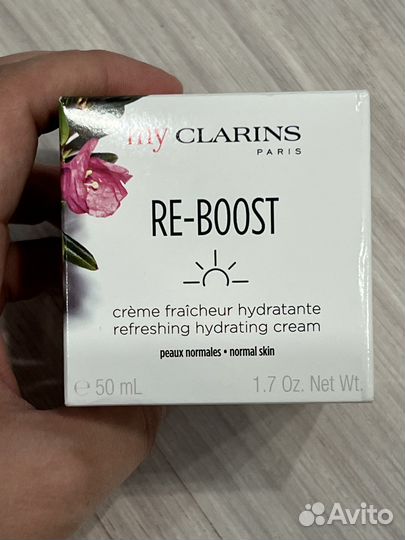 my CLARINS
PARIS
RE-BOOST
crème fraîcheur hydratante
refreshing hydrating cream
peaux normales • normal skin
℮ 50 mL 1.7 Oz. Net Wt.
Avito